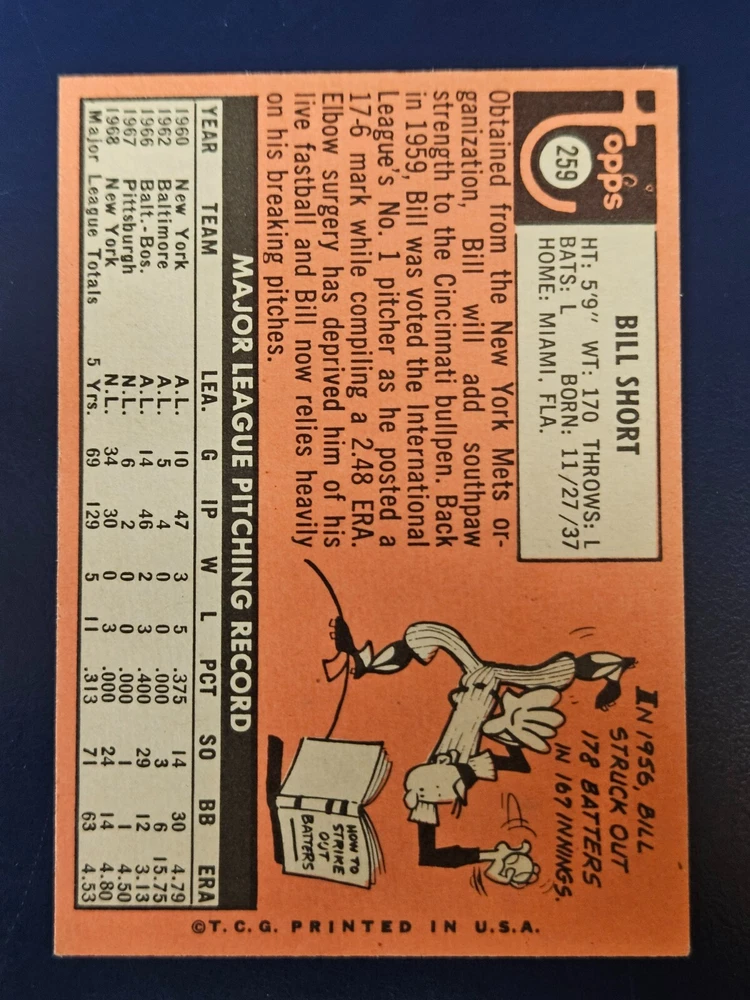 Topps
259
BILL SHORT
HT: 5'9" WT: 170 THROWS: L
BATS: L BORN: 11/27/37
HOME: MIAMI, FLA.
Obtained from the New York Mets or-
ganization, Bill will add southpaw
strength to the Cincinnati bullpen. Back
in 1959, Bill was voted the International
League's No. 1 pitcher as he posted a
17-6 mark while compiling a 2.48 ERA.
Elbow surgery has deprived him of his
live fastball and Bill now relies heavily
on his breaking pitches.
IN 1956, BILL
STRUCK OUT
178 BATTERS
IN 167 INNINGS.
HOW TO
STRIKE
OUT
BATTERS
MAJOR LEAGUE PITCHING RECORD
YEAR TEAM LEA. G IP W L PCT SO BB ERA
1960 New York A.L. 10 47 3 5 .375 14 30 4.79
1962 Baltimore A.L. 5 4 0 0 .000 3 6 15.75
1966 Balt.-Bos. A.L. 14 46 2 3 .400 29 12 3.13
1967 Pittsburgh N.L. 6 2 0 0 .000 1 1 4.50
1968 New York N.L. 34 30 0 3 .000 24 14 4.80
Major League Totals 5 Yrs. 69 129 5 11 .313 71 63 4.53
©T.C.G. PRINTED IN U.S.A.